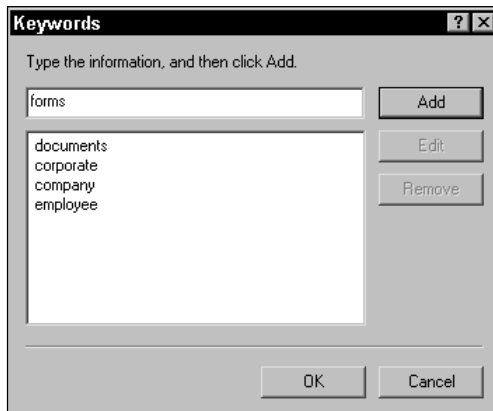 Keywords
Type the information, and then click Add.
forms
Add
documents
corporate
company
employee
Edit
Remove
OK
Cancel